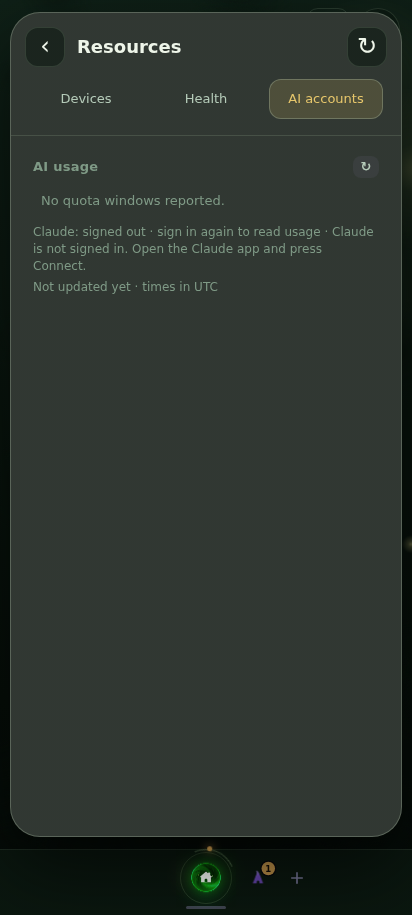 Resources
Devices
Health
AI accounts
AI usage
No quota windows reported.
Claude: signed out · sign in again to read usage · Claude
is not signed in. Open the Claude app and press
Connect.
Not updated yet · times in UTC
1